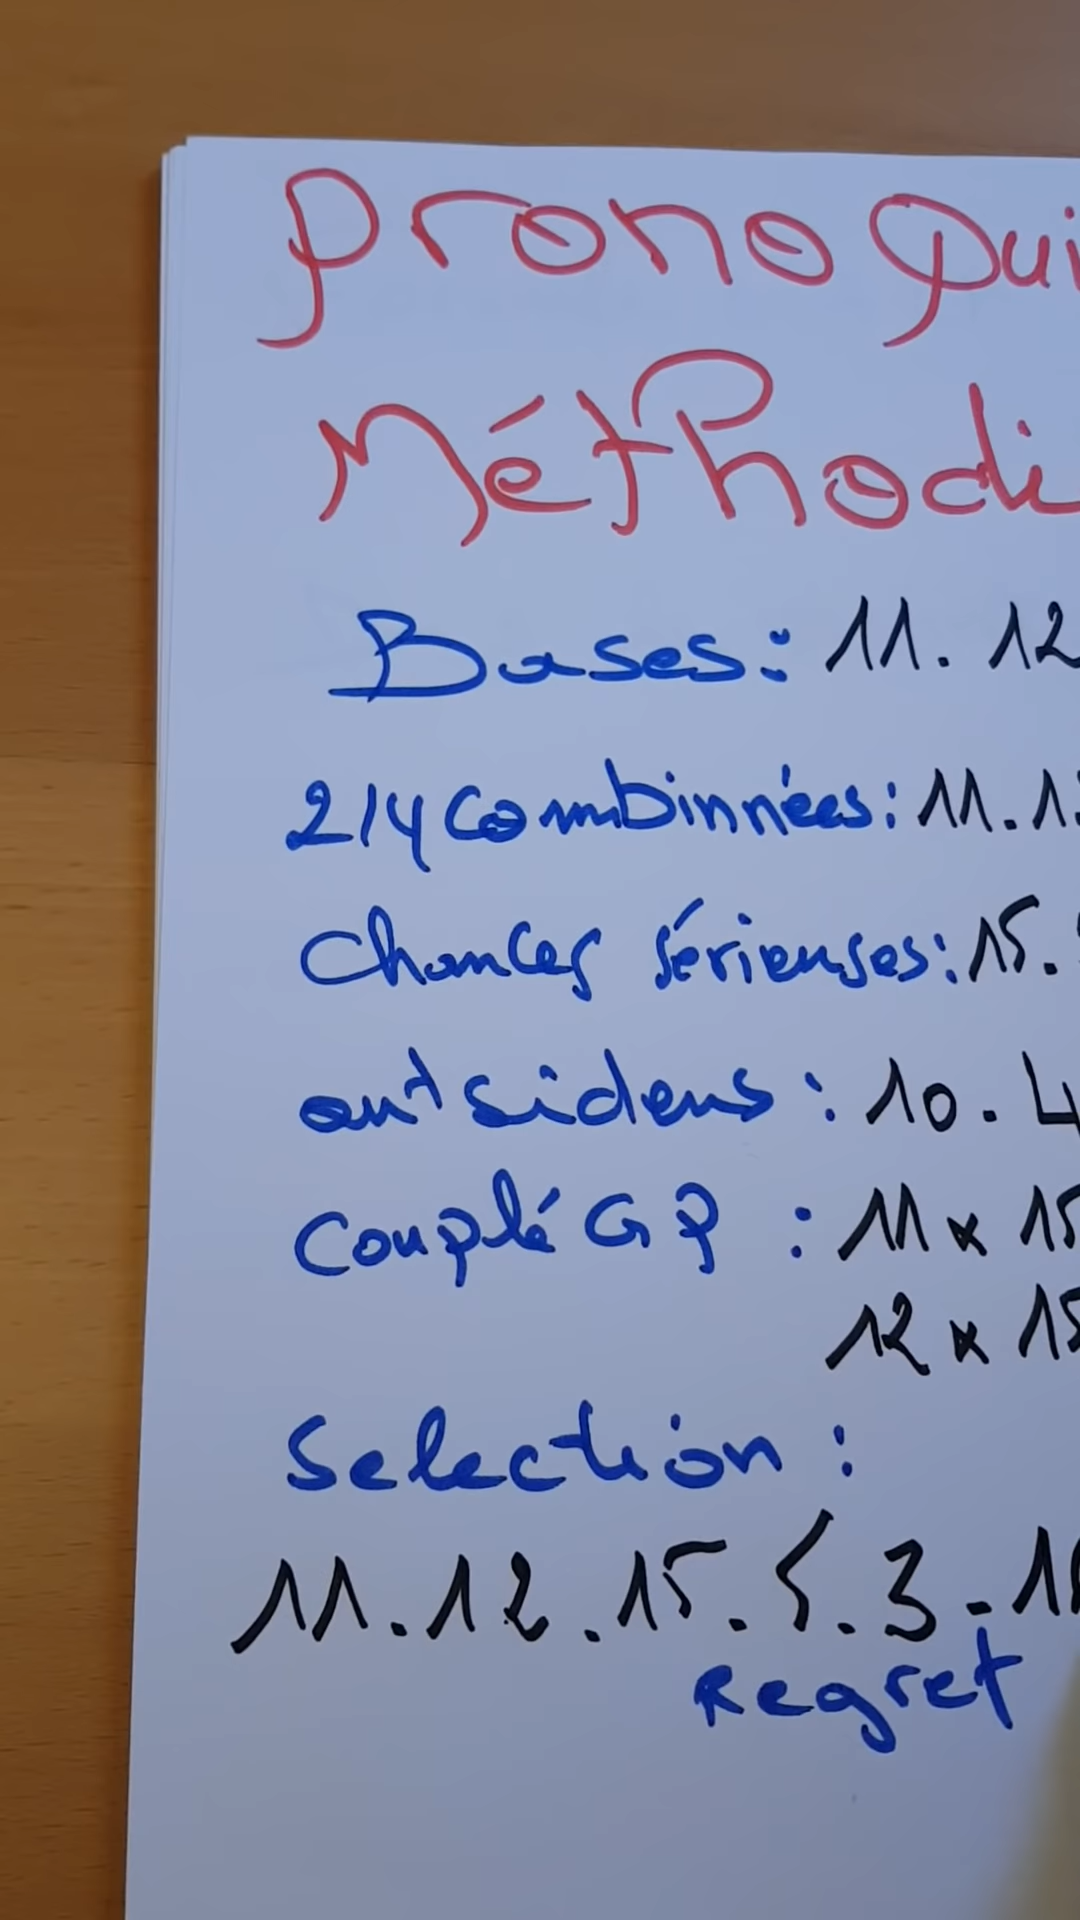 Prono Qui
Méthodi
Bases: 11. 12
2/4 Combinnées: 11. 1
Chances sérieuses: 15.
outsiders: 10. 4
Couplé GP : 11 x 15
12 x 15
Selection :
11. 12. 15. 5. 3. 1
Regret